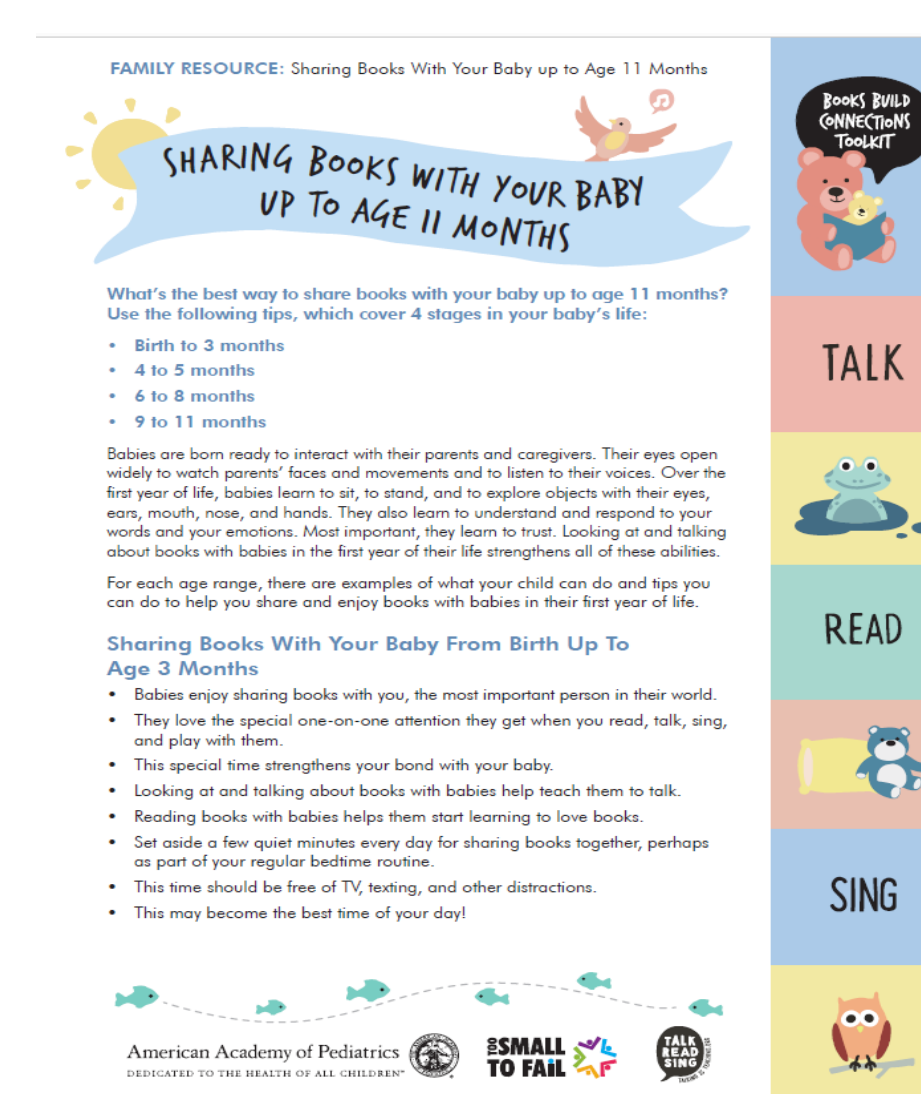 FAMILY RESOURCE: Sharing Books With Your Baby up to Age 11 Months
SHARING BOOKS WITH YOUR BABY
UP TO AGE 11 MONTHS
What's the best way to share books with your baby up to age 11 months?
Use the following tips, which cover 4 stages in your baby's life:
• Birth to 3 months
• 4 to 5 months
• 6 to 8 months
• 9 to 11 months
Babies are born ready to interact with their parents and caregivers. Their eyes open
widely to watch parents' faces and movements and to listen to their voices. Over the
first year of life, babies learn to sit, to stand, and to explore objects with their eyes,
ears, mouth, nose, and hands. They also learn to understand and respond to your
words and your emotions. Most important, they learn to trust. Looking at and talking
about books with babies in the first year of their life strengthens all of these abilities.
For each age range, there are examples of what your child can do and tips you
can do to help you share and enjoy books with babies in their first year of life.
Sharing Books With Your Baby From Birth Up To
Age 3 Months
• Babies enjoy sharing books with you, the most important person in their world.
• They love the special one-on-one attention they get when you read, talk, sing,
and play with them.
• This special time strengthens your bond with your baby.
• Looking at and talking about books with babies help teach them to talk.
• Reading books with babies helps them start learning to love books.
• Set aside a few quiet minutes every day for sharing books together, perhaps
as part of your regular bedtime routine.
• This time should be free of TV, texting, and other distractions.
• This may become the best time of your day!
American Academy of Pediatrics
DEDICATED TO THE HEALTH OF ALL CHILDREN
TOO SMALL
TO FAIL
TALK
READ
SING
TALKING IS TEACHING
BOOKS BUILD
CONNECTIONS
TOOLKIT
TALK
READ
SING